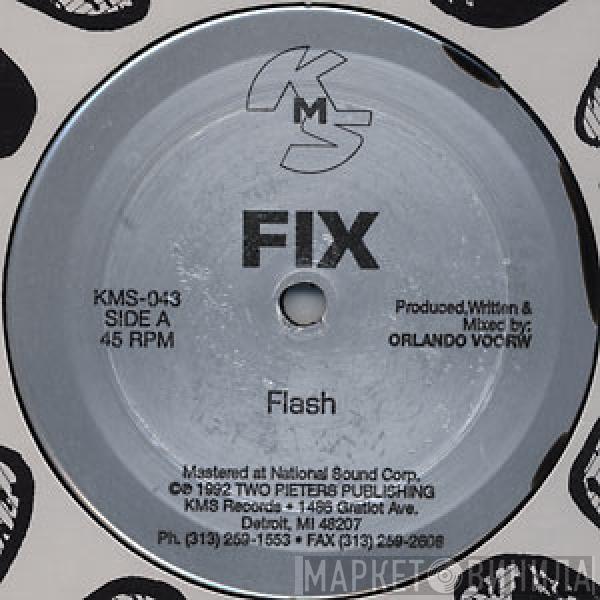 K
M
S
FIX
KMS-043
SIDE A
45 RPM
Produced,Written &
Mixed by:
ORLANDO VOORW
Flash
Mastered at National Sound Corp.
©℗ 1992 TWO PIETERS PUBLISHING
KMS Records • 1486 Gratiot Ave.
Detroit, MI 48207
Ph. (313) 259-1553 • FAX (313) 259-2608
МАРКЕТ ВИНИЛА